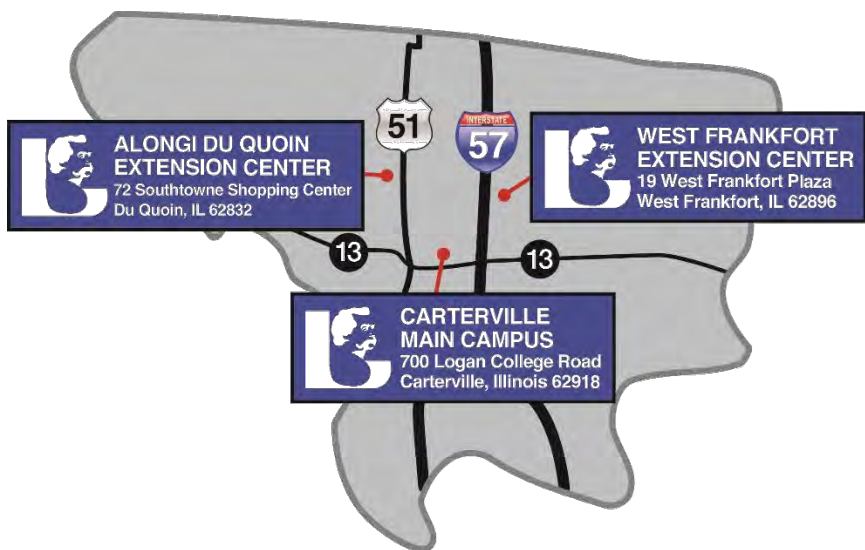 51
INTERSTATE
57
ALONGI DU QUOIN
EXTENSION CENTER
72 Southtowne Shopping Center
Du Quoin, IL 62832
WEST FRANKFORT
EXTENSION CENTER
19 West Frankfort Plaza
West Frankfort, IL 62896
13
13
CARTERVILLE
MAIN CAMPUS
700 Logan College Road
Carterville, Illinois 62918